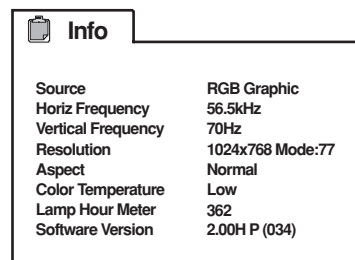 Info
Source RGB Graphic
Horiz Frequency 56.5kHz
Vertical Frequency 70Hz
Resolution 1024x768 Mode:77
Aspect Normal
Color Temperature Low
Lamp Hour Meter 362
Software Version 2.00H P (034)